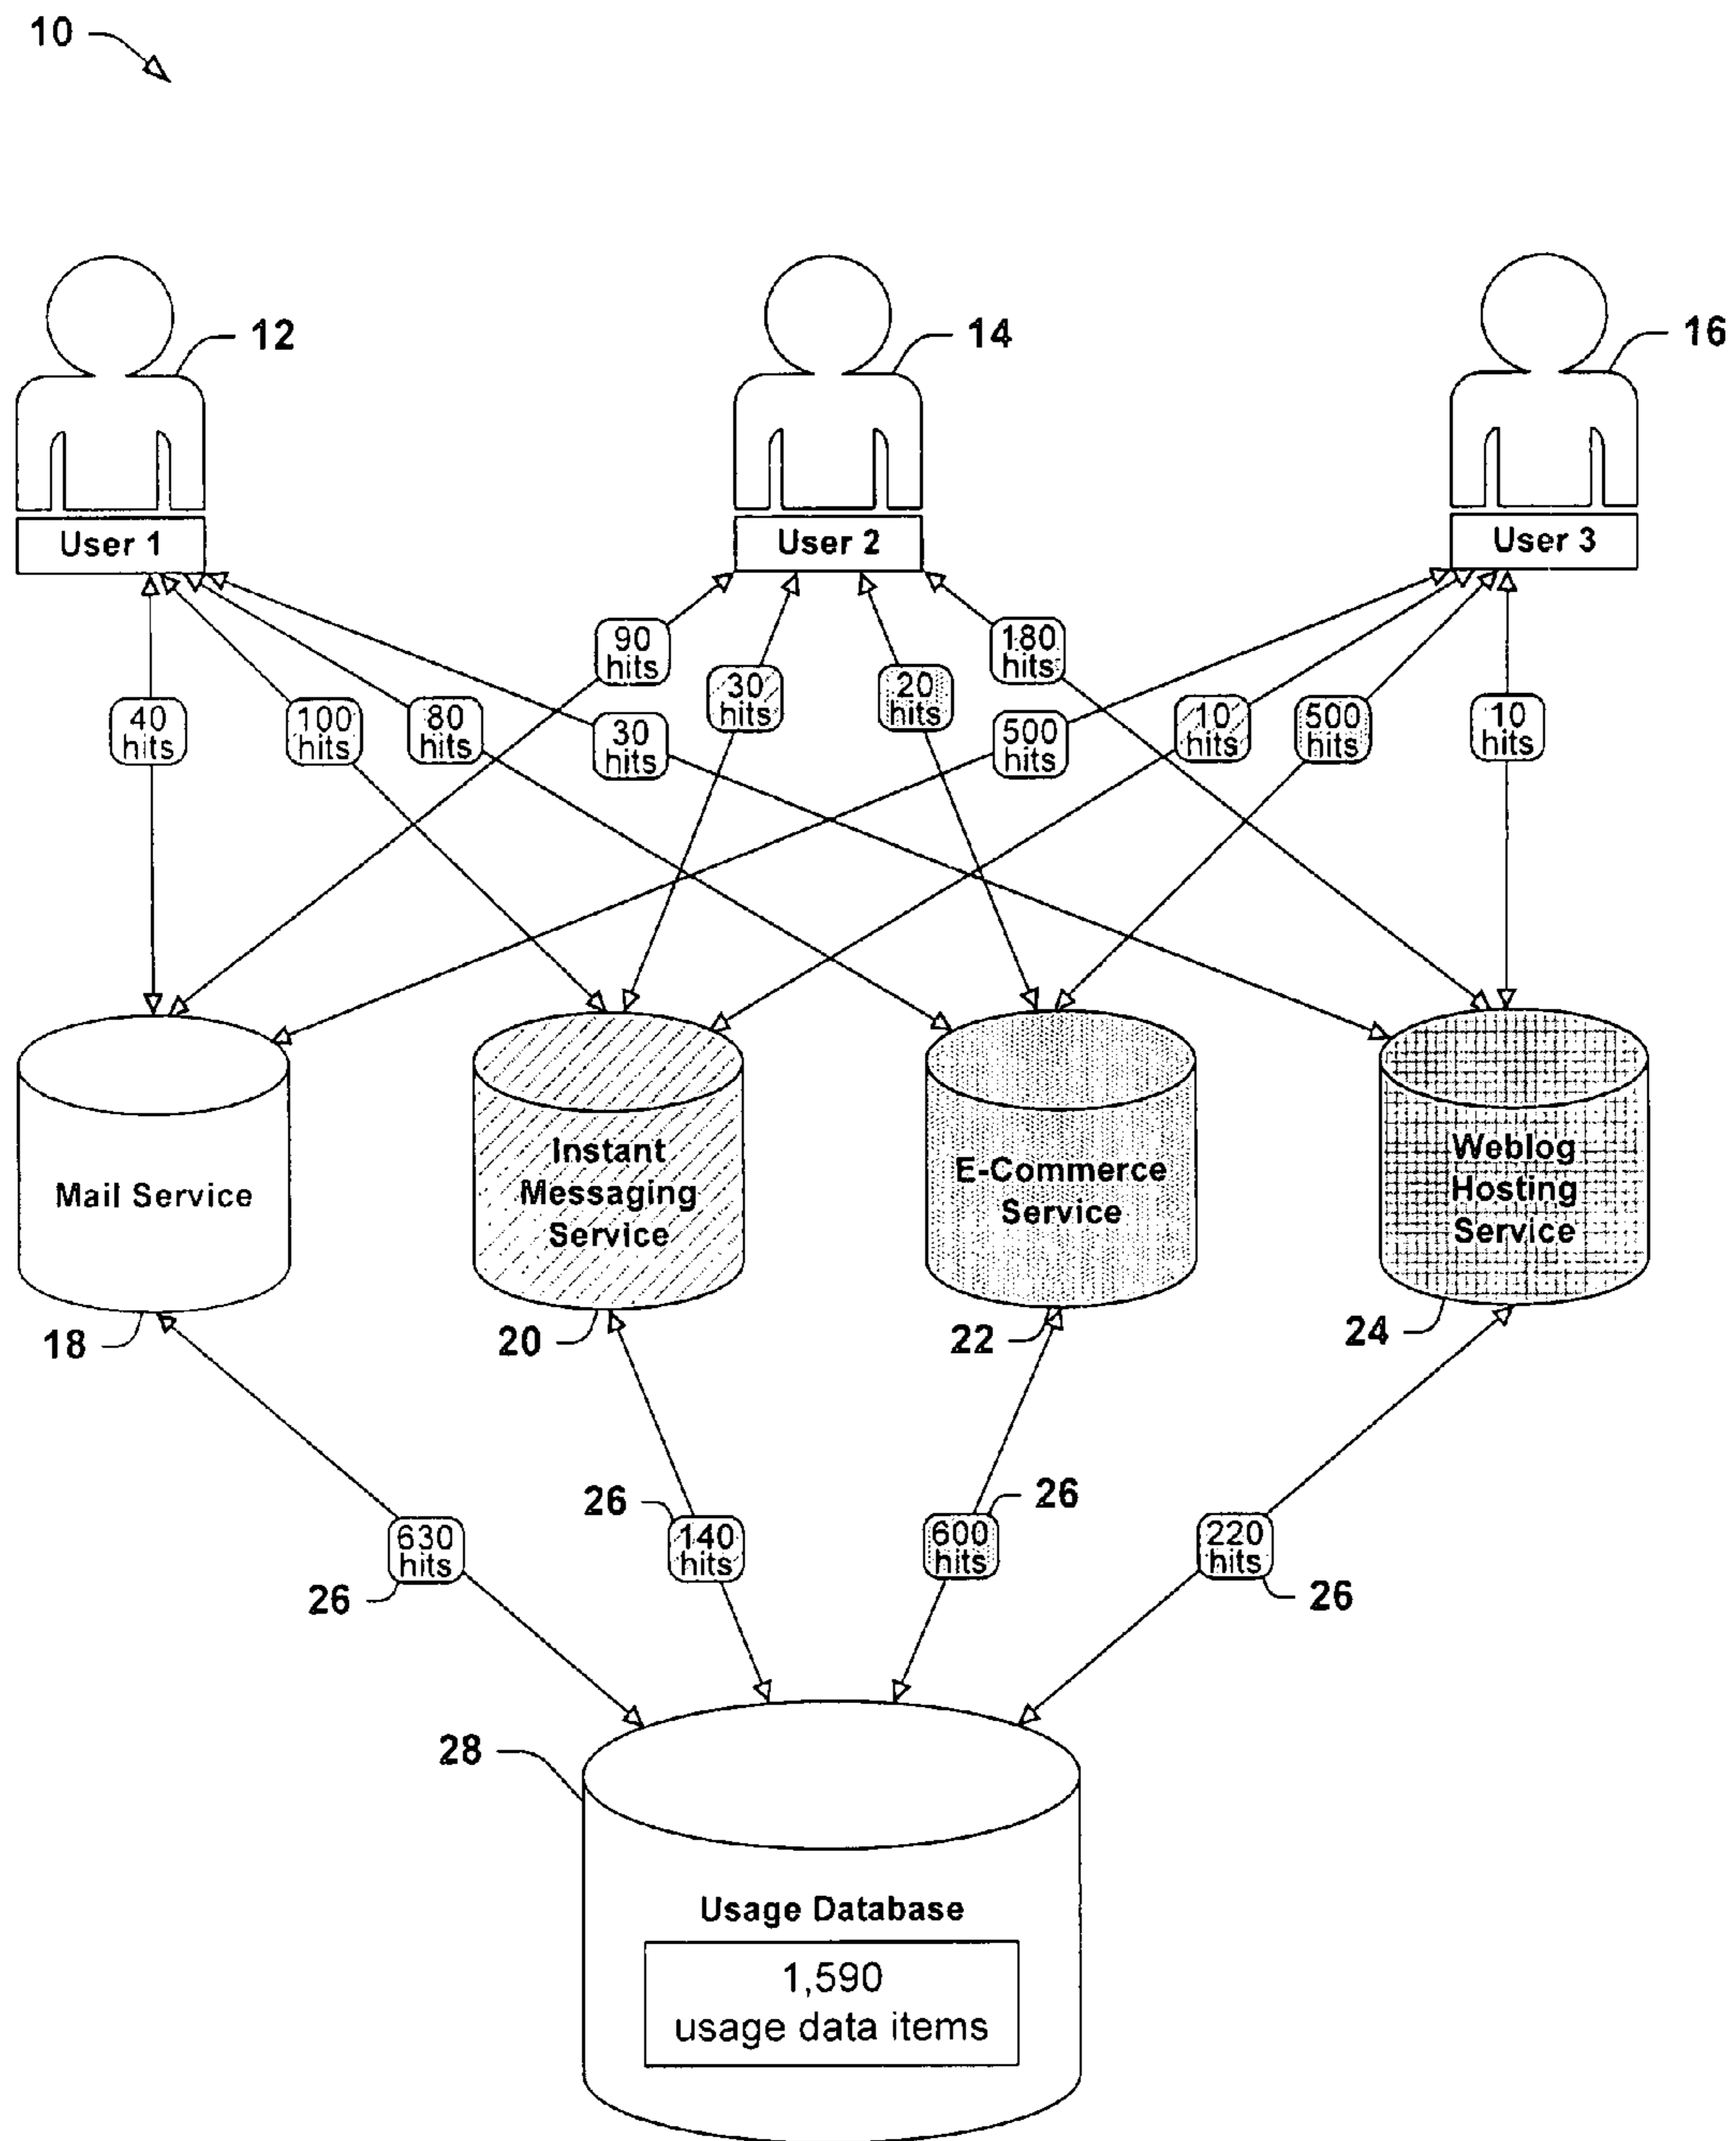 10
12
14
16
User 1
User 2
User 3
90
hits
180
hits
30
hits
20
hits
40
hits
100
hits
80
hits
30
hits
500
hits
10
hits
500
hits
10
hits
Mail Service
Instant
Messaging
Service
E-Commerce
Service
Weblog
Hosting
Service
18
20
22
24
26
26
630
hits
140
hits
600
hits
220
hits
26
26
28
Usage Database
1,590
usage data items